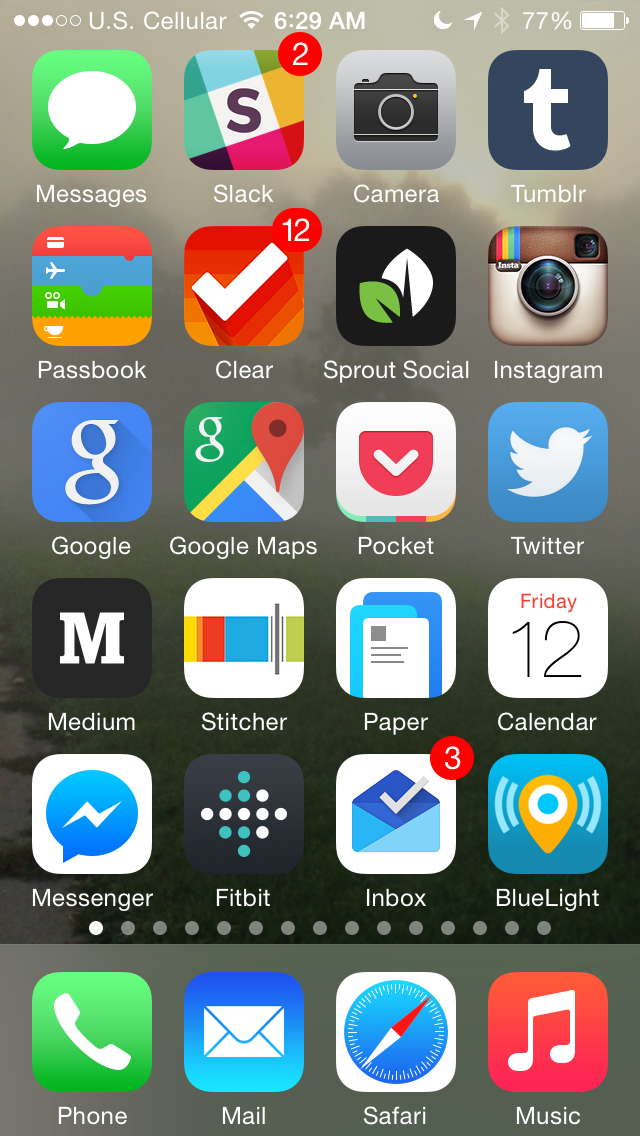 U.S. Cellular 6:29 AM 77%
2
S
t
Messages Slack Camera Tumblr
12
Insta
Passbook Clear Sprout Social Instagram
g g
Google Google Maps Pocket Twitter
M
Friday
12
Medium Stitcher Paper Calendar
3
Messenger Fitbit Inbox BlueLight
Phone Mail Safari Music